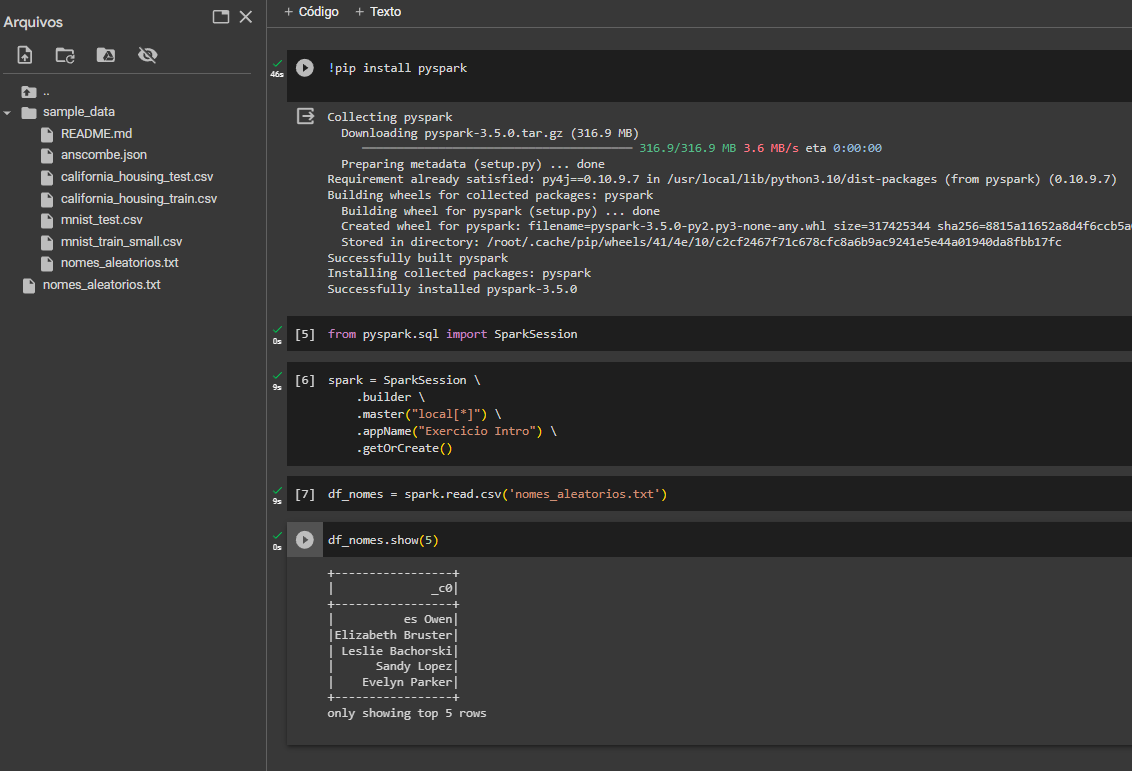 Arquivos
..
sample_data
README.md
anscombe.json
california_housing_test.csv
california_housing_train.csv
mnist_test.csv
mnist_train_small.csv
nomes_aleatorios.txt
nomes_aleatorios.txt
+ Código + Texto
46s
!pip install pyspark
Collecting pyspark
Downloading pyspark-3.5.0.tar.gz (316.9 MB)
316.9/316.9 MB 3.6 MB/s eta 0:00:00
Preparing metadata (setup.py) ... done
Requirement already satisfied: py4j==0.10.9.7 in /usr/local/lib/python3.10/dist-packages (from pyspark) (0.10.9.7)
Building wheels for collected packages: pyspark
Building wheel for pyspark (setup.py) ... done
Created wheel for pyspark: filename=pyspark-3.5.0-py2.py3-none-any.whl size=317425344 sha256=8815a11652a8d4f6ccb5a
Stored in directory: /root/.cache/pip/wheels/41/4e/10/c2cf2467f71c678cfc8a6b9ac9241e5e44a01940da8fbb17fc
Successfully built pyspark
Installing collected packages: pyspark
Successfully installed pyspark-3.5.0
0s
[5] from pyspark.sql import SparkSession
9s
[6] spark = SparkSession \
.builder \
.master("local[*]") \
.appName("Exercicio Intro") \
.getOrCreate()
9s
[7] df_nomes = spark.read.csv('nomes_aleatorios.txt')
0s
df_nomes.show(5)
+-----------------+
|              _c0|
+-----------------+
|          es Owen|
|Elizabeth Bruster|
| Leslie Bachorski|
|      Sandy Lopez|
|    Evelyn Parker|
+-----------------+
only showing top 5 rows